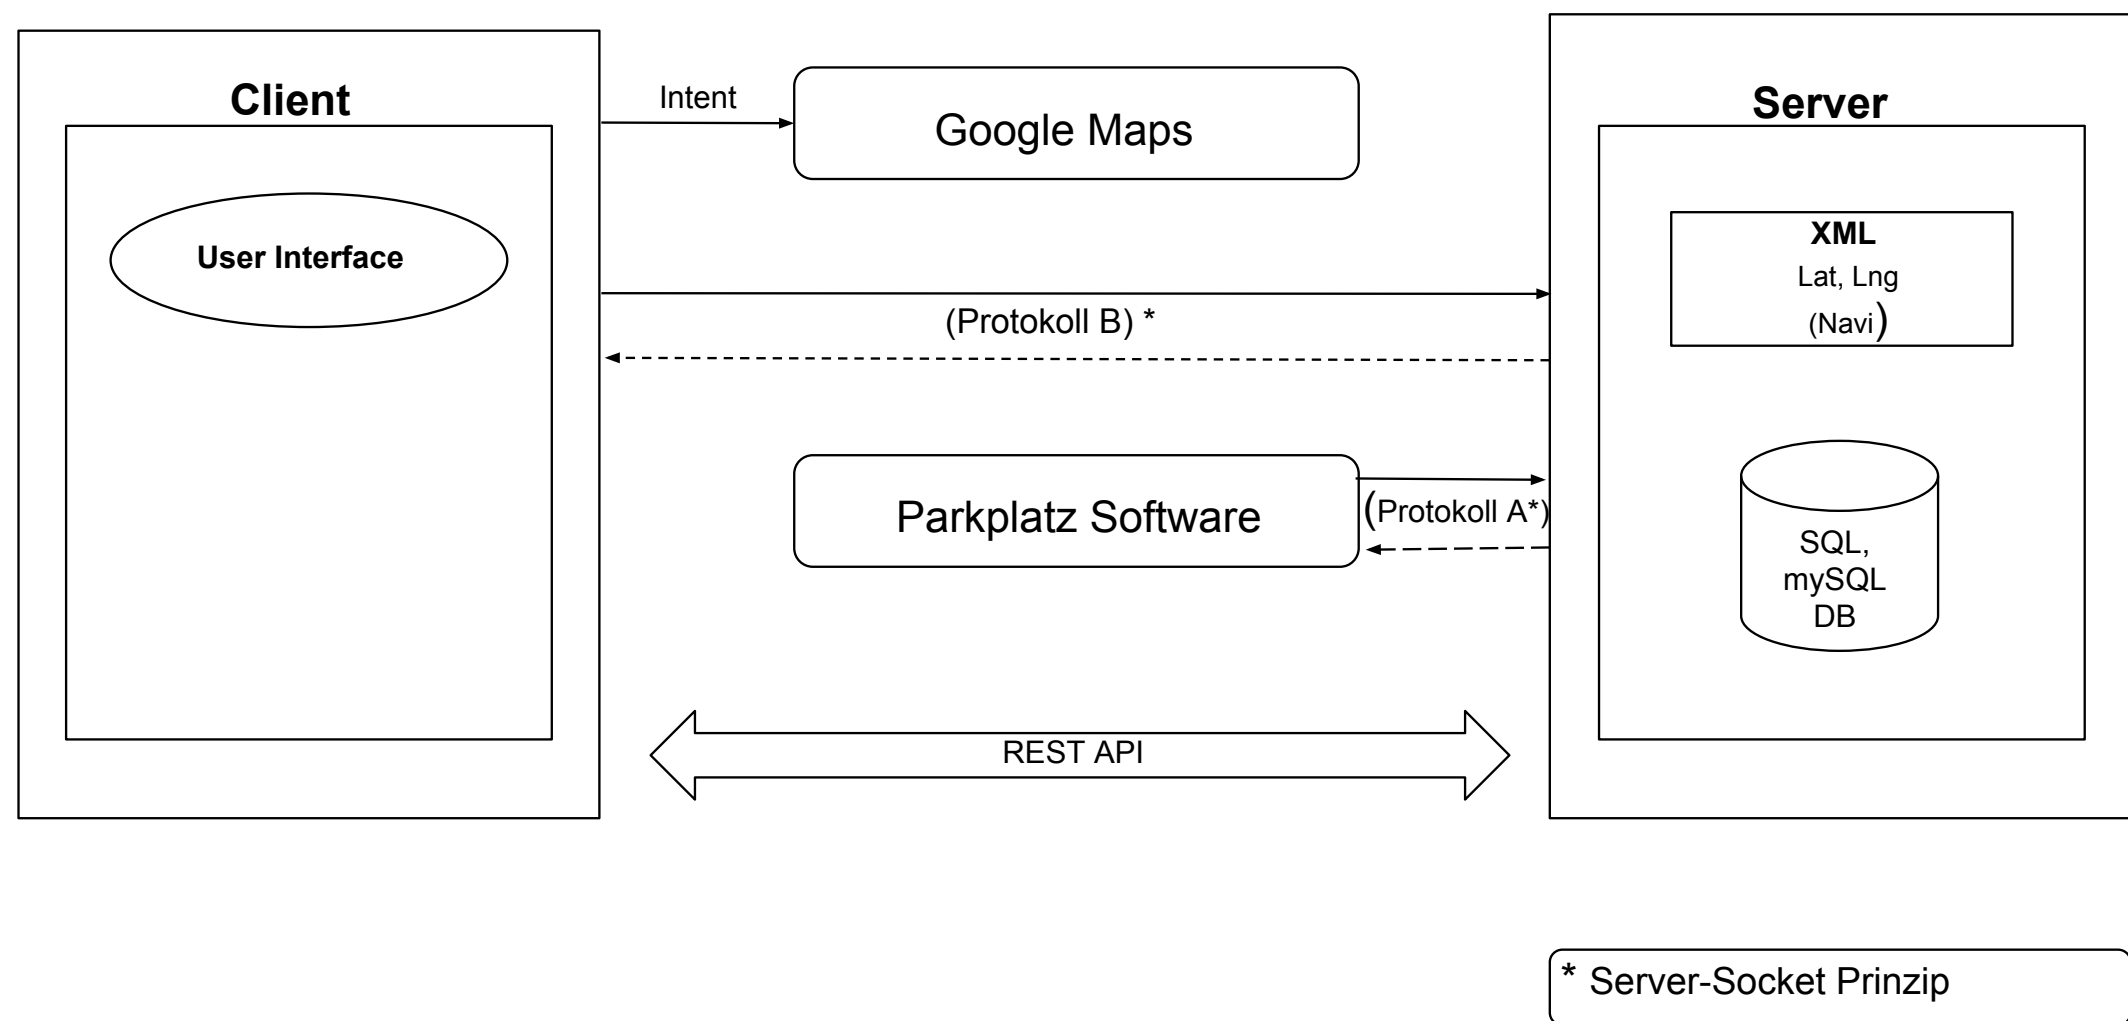 Client
User Interface
Intent
Google Maps
(Protokoll B) *
Parkplatz Software
(Protokoll A*)
REST API
Server
XML
Lat, Lng
(Navi)
SQL,
mySQL
DB
* Server-Socket Prinzip